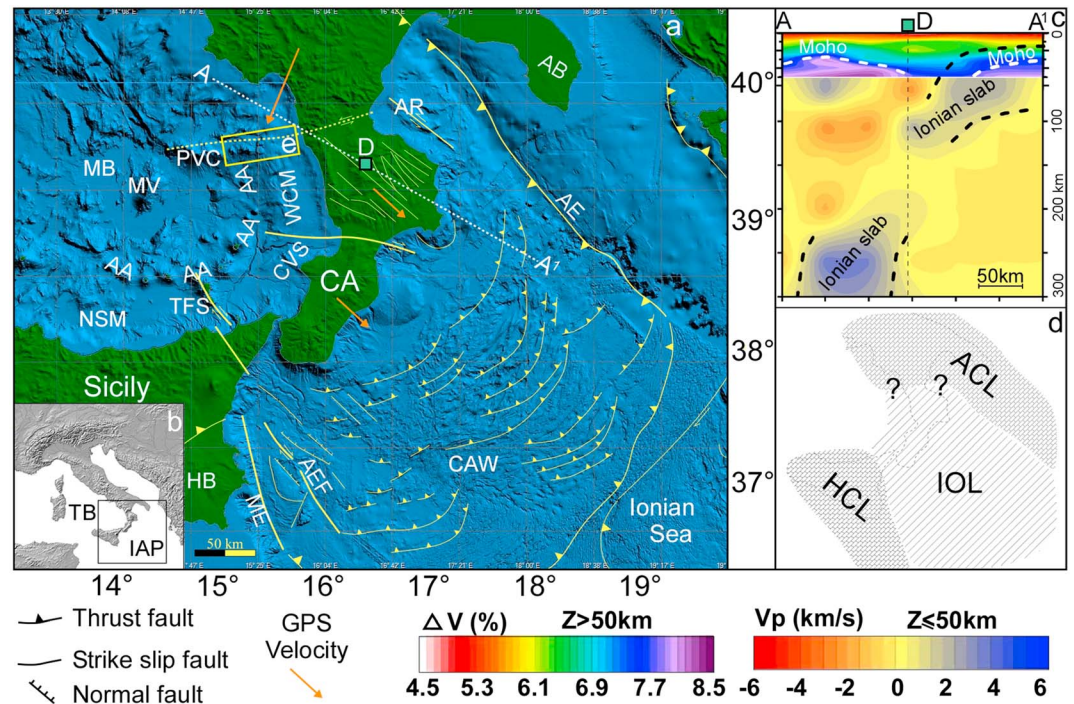 a
A
AB
AR
D
PVC
e
MB
MV
AA
WCM
AE
AA
CVS
A1
AA
AA
CA
TFS
NSM
Sicily
b
CAW
HB
AEF
ME
TB
IAP
50 km
Ionian
Sea
14°
15°
16°
17°
18°
19°
40°
39°
38°
37°
A
D
A1
c
0
Moho
Moho
Ionian slab
100
200 km
Ionian slab
50km
300
d
ACL
?
?
HCL
IOL
Thrust fault
Strike slip fault
Normal fault
GPS
Velocity
△ V (%) Z>50km
4.5 5.3 6.1 6.9 7.7 8.5
Vp (km/s) Z≤50km
-6 -4 -2 0 2 4 6